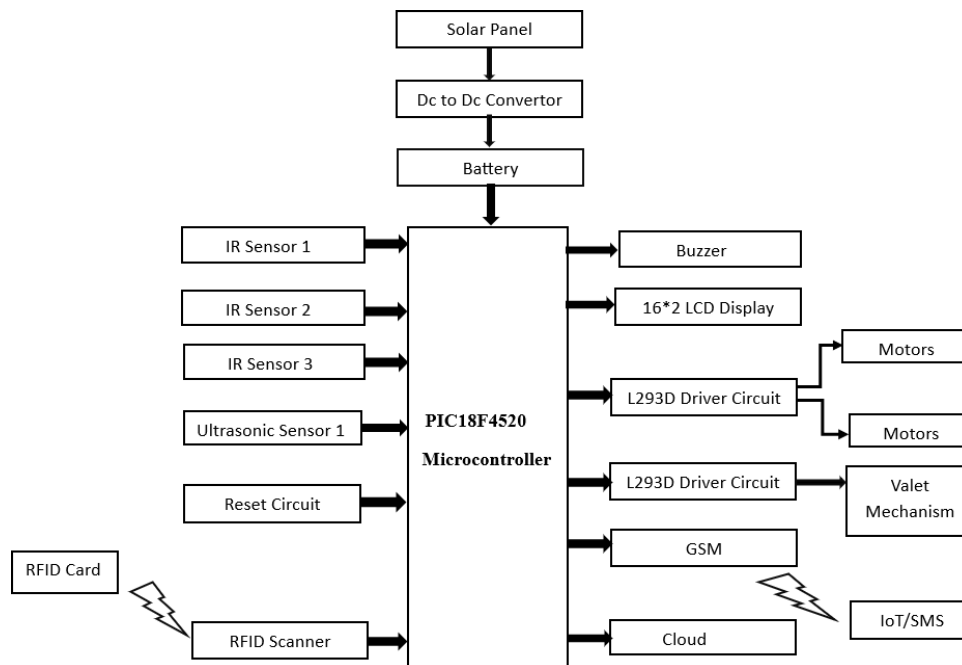 Solar Panel
Dc to Dc Convertor
Battery
IR Sensor 1
IR Sensor 2
IR Sensor 3
Ultrasonic Sensor 1
Reset Circuit
RFID Card
RFID Scanner
PIC18F4520
Microcontroller
Buzzer
16*2 LCD Display
L293D Driver Circuit
Motors
Motors
L293D Driver Circuit
Valet
Mechanism
GSM
IoT/SMS
Cloud